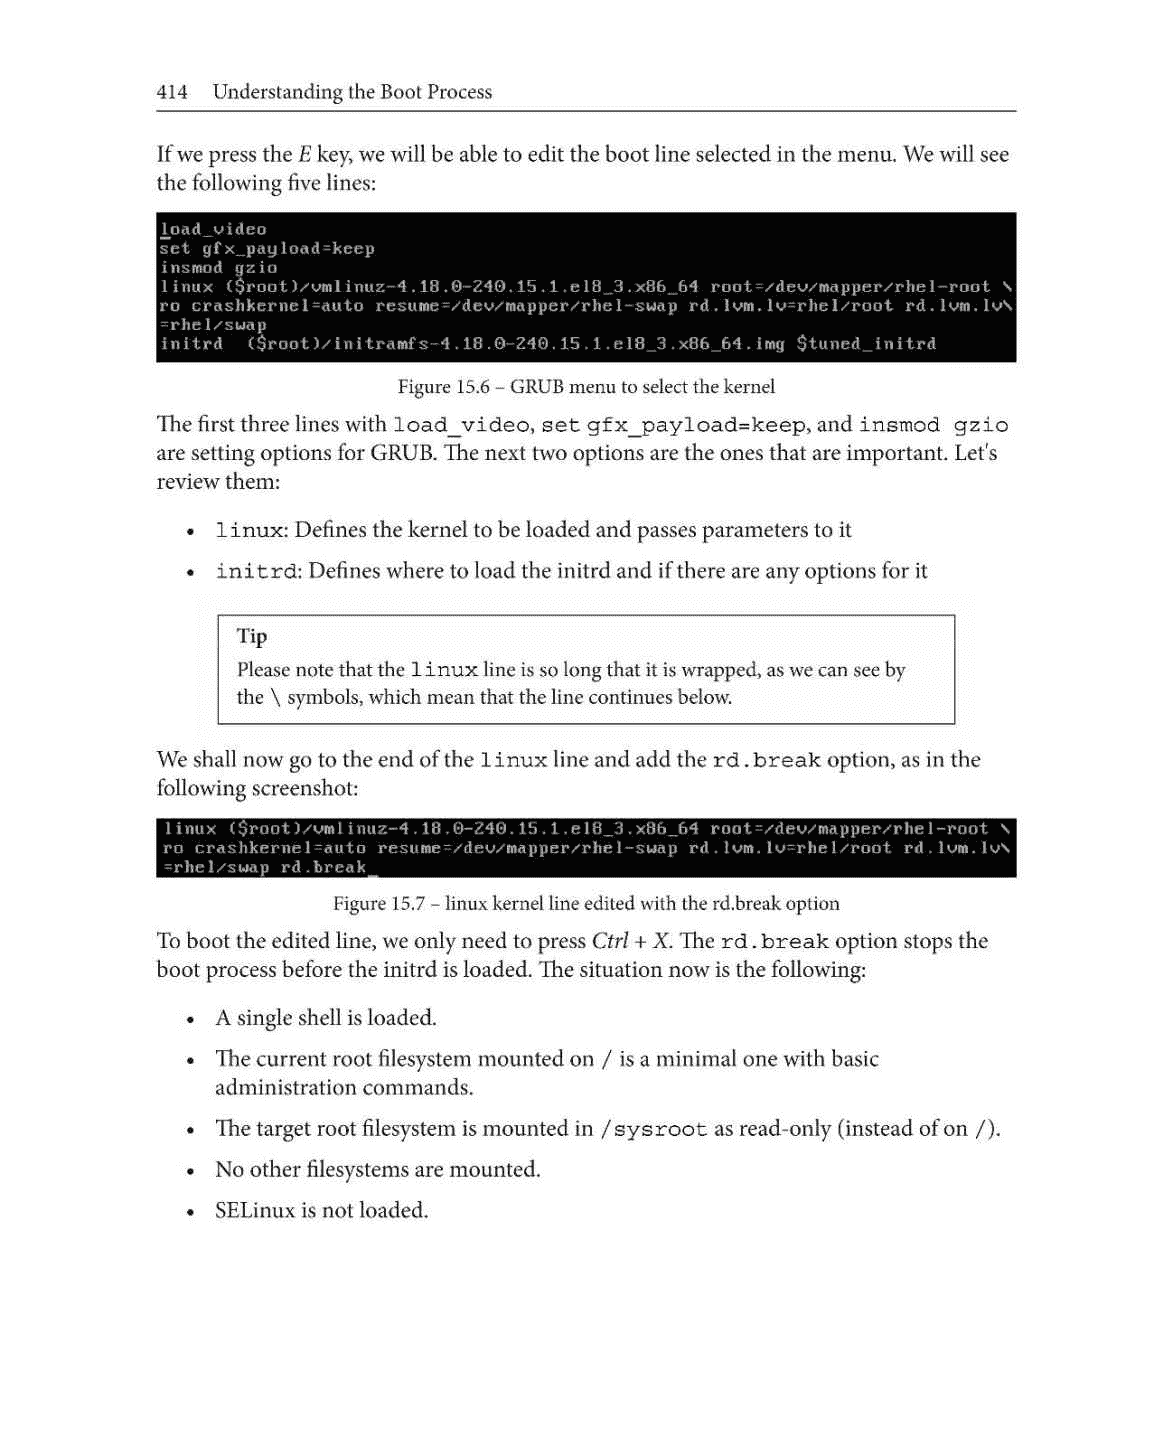 414 Understanding the Boot Process
If we press the E key, we will be able to edit the boot line selected in the menu. We will see
the following five lines:
load_video
set gfx_payload=keep
insmod gzio
linux ($root)/vmlinuz-4.18.0-240.15.1.el8_3.x86_64 root=/dev/mapper/rhel-root \
ro crashkernel=auto resume=/dev/mapper/rhel-swap rd.lvm.lv=rhel/root rd.lvm.lv\
=rhel/swap
initrd ($root)/initramfs-4.18.0-240.15.1.el8_3.x86_64.img $tuned_initrd
Figure 15.6 – GRUB menu to select the kernel
The first three lines with load_video, set gfx_payload=keep, and insmod gzio
are setting options for GRUB. The next two options are the ones that are important. Let's
review them:
• linux: Defines the kernel to be loaded and passes parameters to it
• initrd: Defines where to load the initrd and if there are any options for it
Tip
Please note that the linux line is so long that it is wrapped, as we can see by
the \ symbols, which mean that the line continues below.
We shall now go to the end of the linux line and add the rd.break option, as in the
following screenshot:
linux ($root)/vmlinuz-4.18.0-240.15.1.el8_3.x86_64 root=/dev/mapper/rhel-root \
ro crashkernel=auto resume=/dev/mapper/rhel-swap rd.lvm.lv=rhel/root rd.lvm.lv\
=rhel/swap rd.break_
Figure 15.7 – linux kernel line edited with the rd.break option
To boot the edited line, we only need to press Ctrl + X. The rd.break option stops the
boot process before the initrd is loaded. The situation now is the following:
• A single shell is loaded.
• The current root filesystem mounted on / is a minimal one with basic
administration commands.
• The target root filesystem is mounted in /sysroot as read-only (instead of on /).
• No other filesystems are mounted.
• SELinux is not loaded.